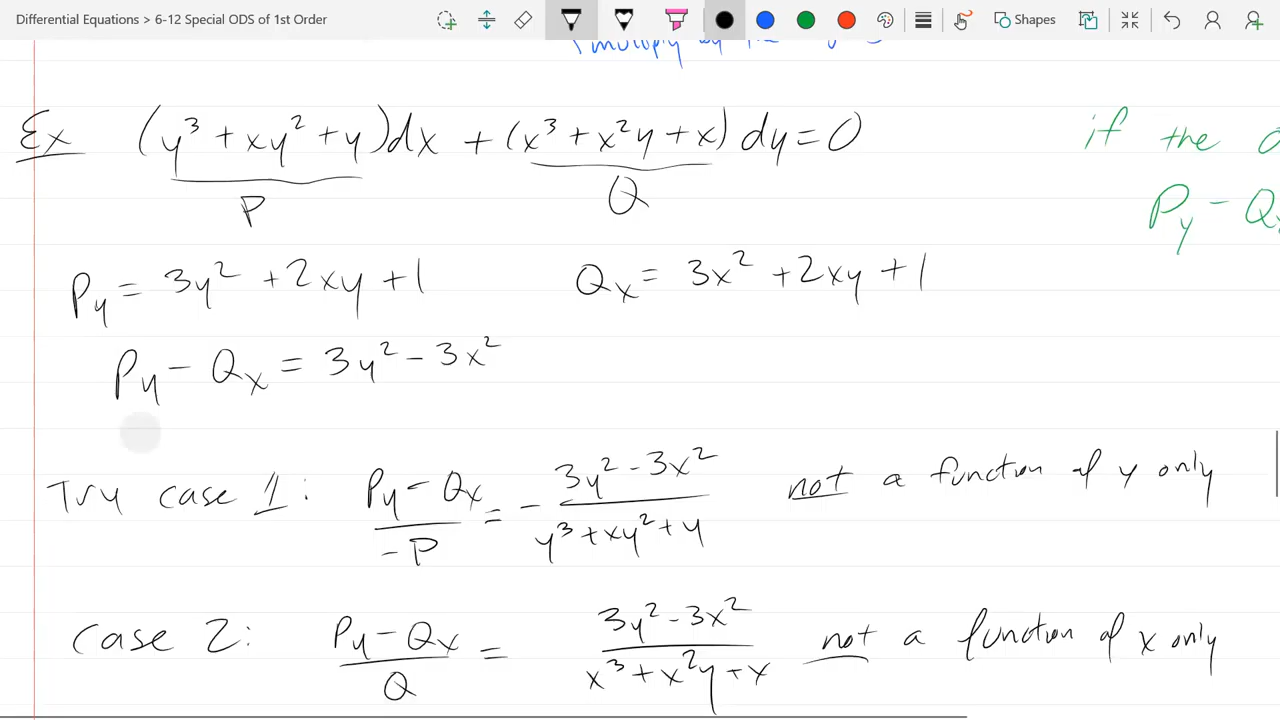 Differential Equations > 6-12 Special ODS of 1st Order
Shapes
by the
Ex (y³ + xy² + y)dx + (x³ + x²y + x) dy = 0
P Q
if the
Py - Qx
Py = 3y² + 2xy + 1 Qx = 3x² + 2xy + 1
Py - Qx = 3y² - 3x²
Try case 1: (Py - Qx)/(-P) = - (3y² - 3x²)/(y³ + xy² + y) not a function of y only
Case 2: (Py - Qx)/Q = (3y² - 3x²)/(x³ + x²y + x) not a function of x only